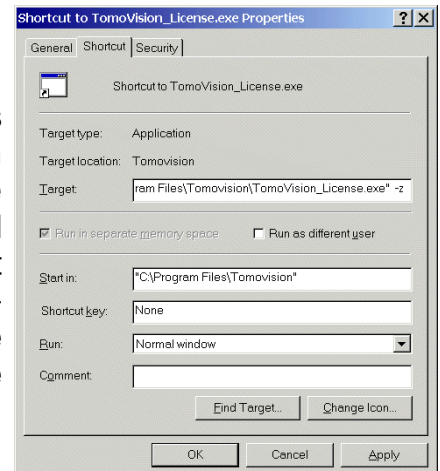 Shortcut to TomoVision_License.exe Properties
General Shortcut Security
Shortcut to TomoVision_License.exe
Target type: Application
Target location: Tomovision
Target: ram Files\Tomovision\TomoVision_License.exe" -z
Run in separate memory space Run as different user
Start in: "C:\Program Files\Tomovision"
Shortcut key: None
Run: Normal window
Comment:
Find Target... Change Icon...
OK Cancel Apply